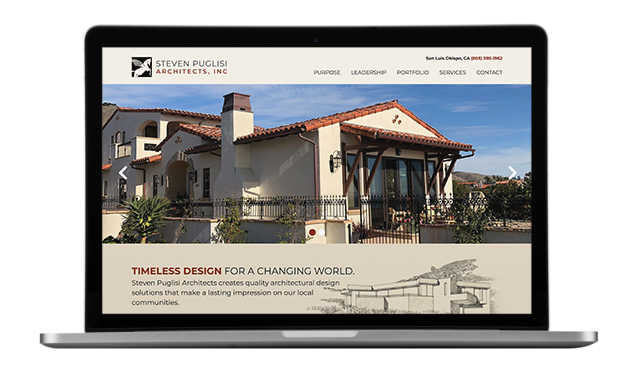 San Luis Obispo, CA (805) 595-1962
STEVEN PUGLISI
ARCHITECTS, INC
PURPOSE LEADERSHIP PORTFOLIO SERVICES CONTACT
TIMELESS DESIGN FOR A CHANGING WORLD.
Steven Puglisi Architects creates quality architectural design
solutions that make a lasting impression on our local
communities.